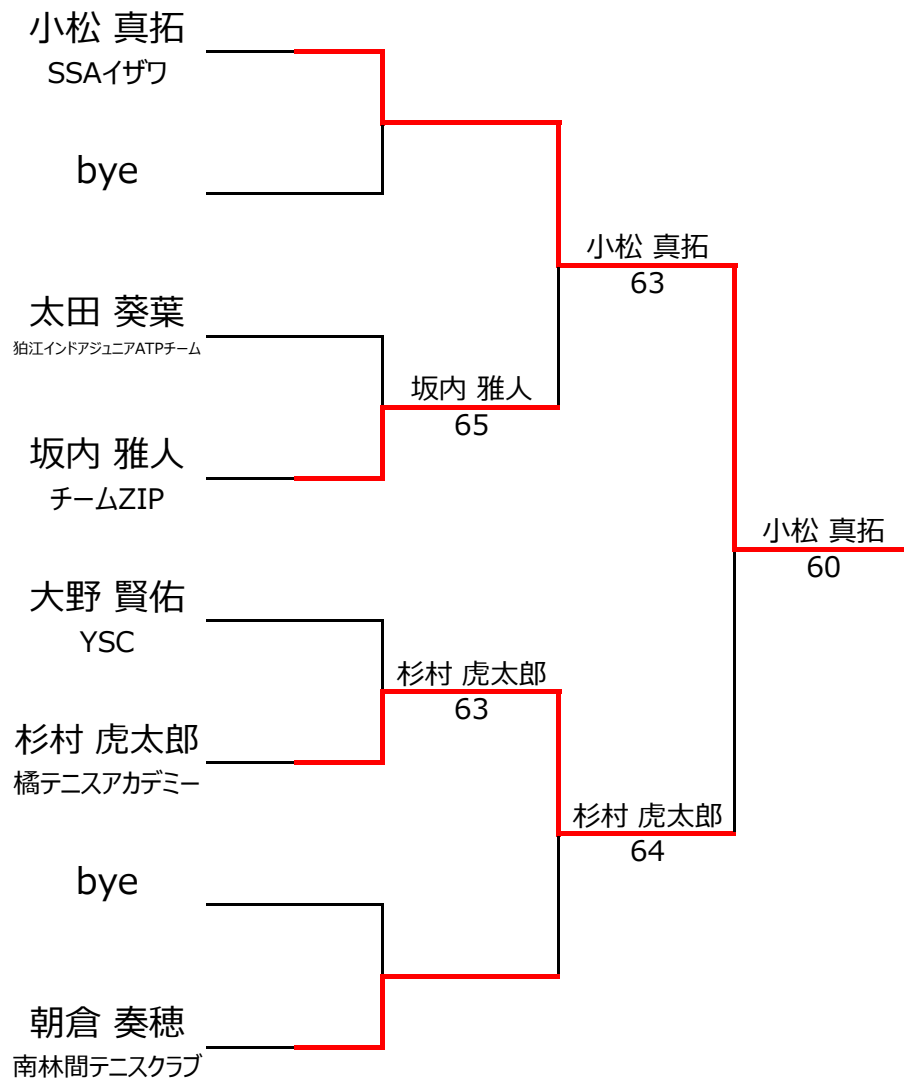 小松 真拓
SSAイザワ
bye
太田 葵葉
狛江インドアジュニアATPチーム
坂内 雅人
チームZIP
大野 賢佑
YSC
杉村 虎太郎
橘テニスアカデミー
bye
朝倉 奏穂
南林間テニスクラブ
坂内 雅人
65
杉村 虎太郎
63
小松 真拓
63
杉村 虎太郎
64
小松 真拓
60